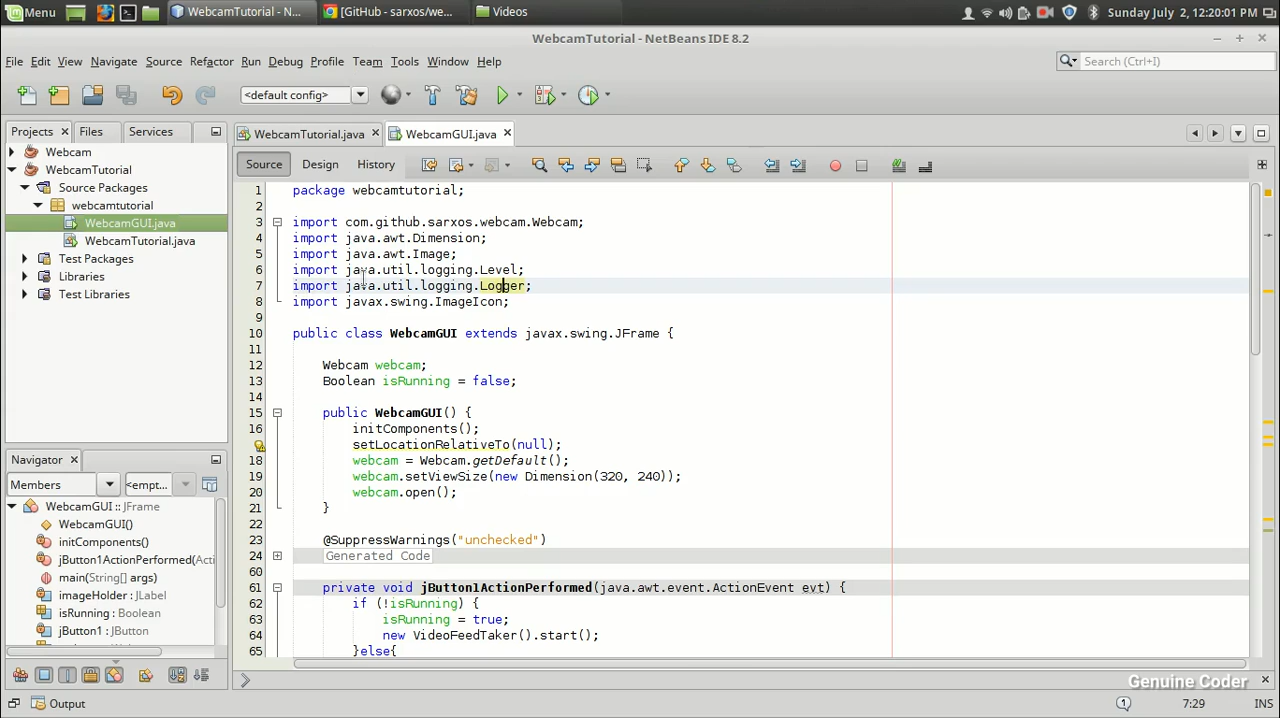 Menu
WebcamTutorial - N...
[GitHub - sarxos/we...
Videos
Sunday July 2, 12:20:01 PM
WebcamTutorial - NetBeans IDE 8.2
File Edit View Navigate Source Refactor Run Debug Profile Team Tools Window Help
Search (Ctrl+I)
<default config>
Projects
Files
Services
WebcamTutorial.java
WebcamGUI.java
Source
Design
History
Webcam
WebcamTutorial
Source Packages
webcamtutorial
WebcamGUI.java
WebcamTutorial.java
Test Packages
Libraries
Test Libraries
Navigator
Members
<empt...
WebcamGUI :: JFrame
WebcamGUI()
initComponents()
jButton1ActionPerformed(Acti
main(String[] args)
imageHolder : JLabel
isRunning : Boolean
jButton1 : JButton
1 package webcamtutorial;
2
3 import com.github.sarxos.webcam.Webcam;
4 import java.awt.Dimension;
5 import java.awt.Image;
6 import java.util.logging.Level;
7 import java.util.logging.Logger;
8 import javax.swing.ImageIcon;
9
10 public class WebcamGUI extends javax.swing.JFrame {
11
12 Webcam webcam;
13 Boolean isRunning = false;
14
15 public WebcamGUI() {
16 initComponents();
setLocationRelativeTo(null);
18 webcam = Webcam.getDefault();
19 webcam.setViewSize(new Dimension(320, 240));
20 webcam.open();
21 }
22
23 @SuppressWarnings("unchecked")
24 Generated Code
60
61 private void jButton1ActionPerformed(java.awt.event.ActionEvent evt) {
62 if (!isRunning) {
63 isRunning = true;
64 new VideoFeedTaker().start();
65 }else{
Genuine Coder
Output
1
7:29
INS